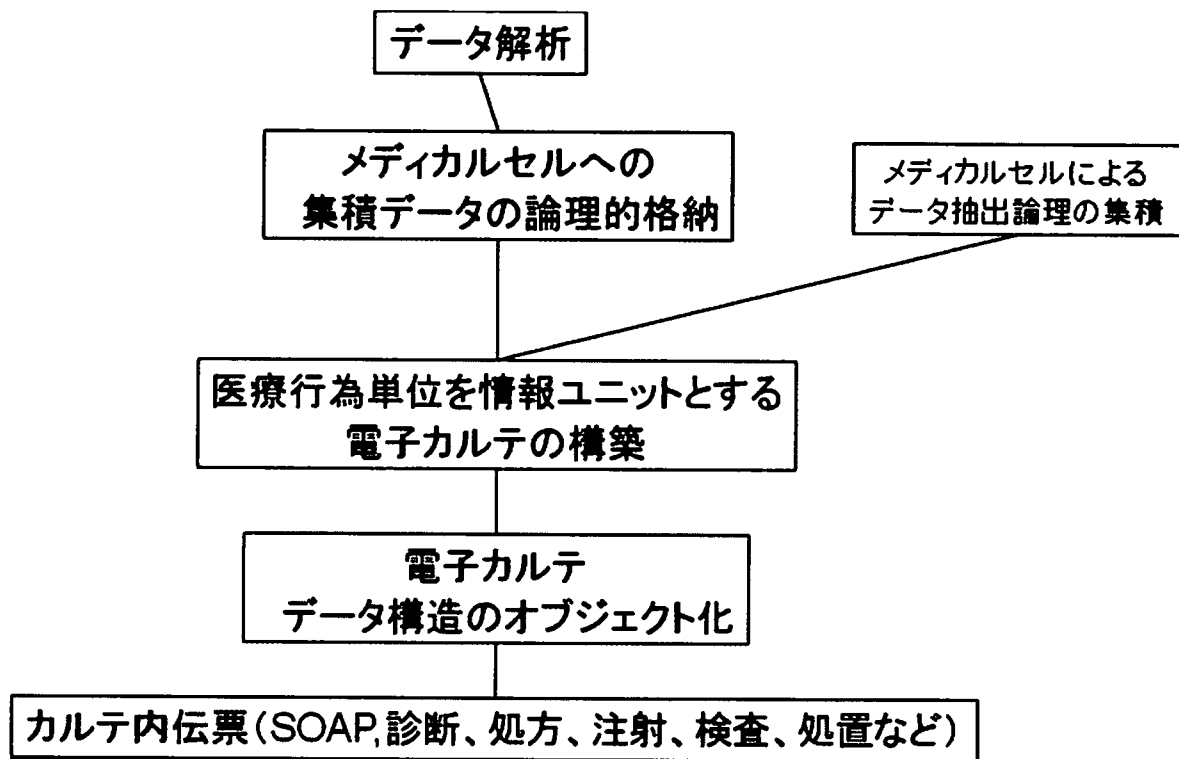 データ解析
メディカルセルへの
集積データの論理的格納
メディカルセルによる
データ抽出論理の集積
医療行為単位を情報ユニットとする
電子カルテの構築
電子カルテ
データ構造のオブジェクト化
カルテ内伝票(SOAP,診断、処方、注射、検査、処置など)